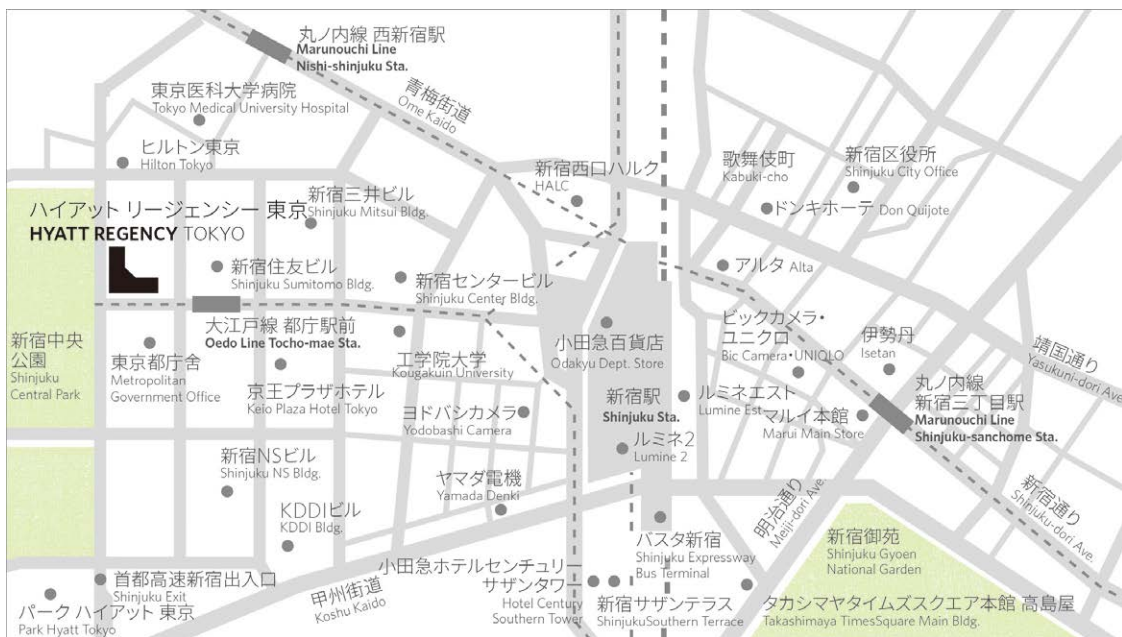 丸ノ内線 西新宿駅
Marunouchi Line
Nishi-shinjuku Sta.
東京医科大学病院
Tokyo Medical University Hospital
青梅街道
Ome Kaido
ヒルトン東京
Hilton Tokyo
新宿西口ハルク
HALC
歌舞伎町
Kabuki-cho
新宿区役所
Shinjuku City Office
ハイアット リージェンシー 東京
HYATT REGENCY TOKYO
新宿三井ビル
Shinjuku Mitsui Bldg.
ドンキホーテ Don Quijote
新宿住友ビル
Shinjuku Sumitomo Bldg.
新宿センタービル
Shinjuku Center Bldg.
アルタ Alta
新宿中央
公園
Shinjuku
Central Park
東京都庁舎
Metropolitan
Government Office
大江戸線 都庁駅前
Oedo Line Tocho-mae Sta.
京王プラザホテル
Keio Plaza Hotel Tokyo
工学院大学
Kougakuin University
小田急百貨店
Odakyu Dept. Store
ビックカメラ・
ユニクロ
Bic Camera・UNIQLO
伊勢丹
Isetan
靖国通り
Yasukuni-dori Ave.
ヨドバシカメラ
Yodobashi Camera
新宿駅
Shinjuku Sta.
ルミネエスト
Lumine Est
マルイ本館
Marui Main Store
丸ノ内線
新宿三丁目駅
Marunouchi Line
Shinjuku-sanchome Sta.
新宿NSビル
Shinjuku NS Bldg.
ルミネ2
Lumine 2
ヤマダ電機
Yamada Denki
KDDIビル
KDDI Bldg.
明治通り
Meiji-dori Ave.
新宿通り
Shinjuku-dori Ave.
バスタ新宿
Shinjuku Expressway
Bus Terminal
新宿御苑
Shinjuku Gyoen
National Garden
首都高速新宿出入口
Shinjuku Exit
甲州街道
Koshu Kaido
小田急ホテルセンチュリ
サザンタワ
Hotel Century
Southern Tower
新宿サザンテラス
ShinjukuSouthern Terrace
タカシマヤタイムズスクエア本館 高島屋
Takashimaya TimesSquare Main Bldg.
パーク ハイアット 東京
Park Hyatt Tokyo